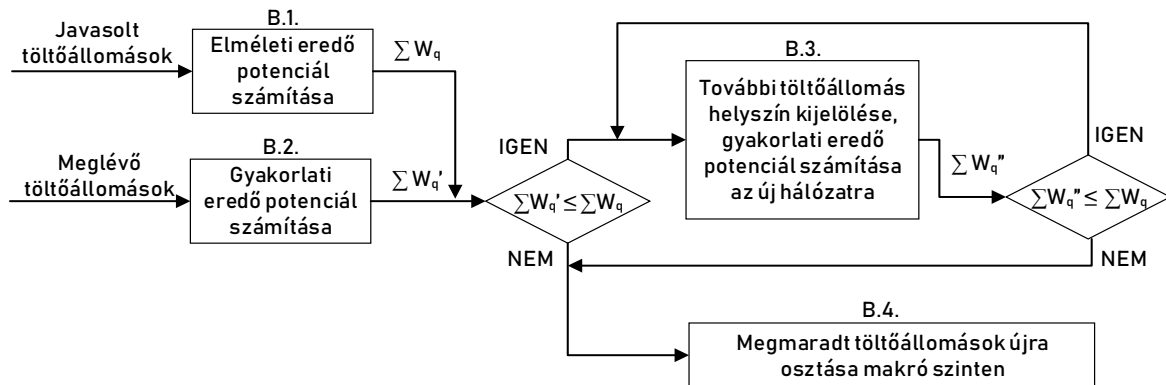 Javasolt
töltőállomások
B.1.
Elméleti eredő
potenciál
számítása
∑ Wq
Meglévő
töltőállomások
B.2.
Gyakorlati
eredő potenciál
számítása
∑ Wq'
IGEN
∑Wq' ≤ ∑Wq
NEM
B.3.
További töltőállomás
helyszín kijelölése,
gyakorlati eredő
potenciál számítása
az új hálózatra
∑ Wq"
IGEN
∑Wq" ≤ ∑Wq
NEM
B.4.
Megmaradt töltőállomások újra
osztása makró szinten